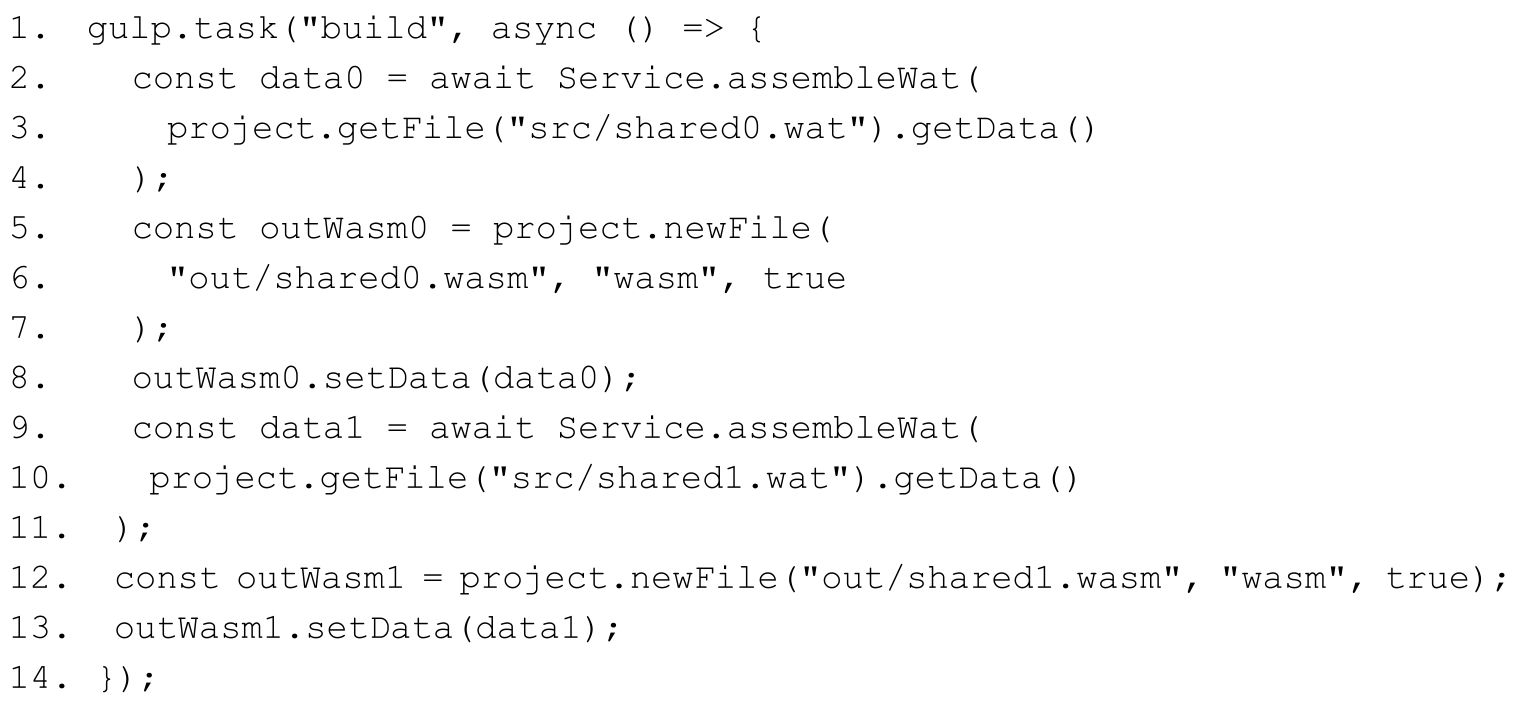 1. gulp.task("build", async () => {
2. const data0 = await Service.assembleWat(
3. project.getFile("src/shared0.wat").getData()
4. );
5. const outWasm0 = project.newFile(
6. "out/shared0.wasm", "wasm", true
7. );
8. outWasm0.setData(data0);
9. const data1 = await Service.assembleWat(
10. project.getFile("src/shared1.wat").getData()
11. );
12. const outWasm1 = project.newFile("out/shared1.wasm", "wasm", true);
13. outWasm1.setData(data1);
14. });